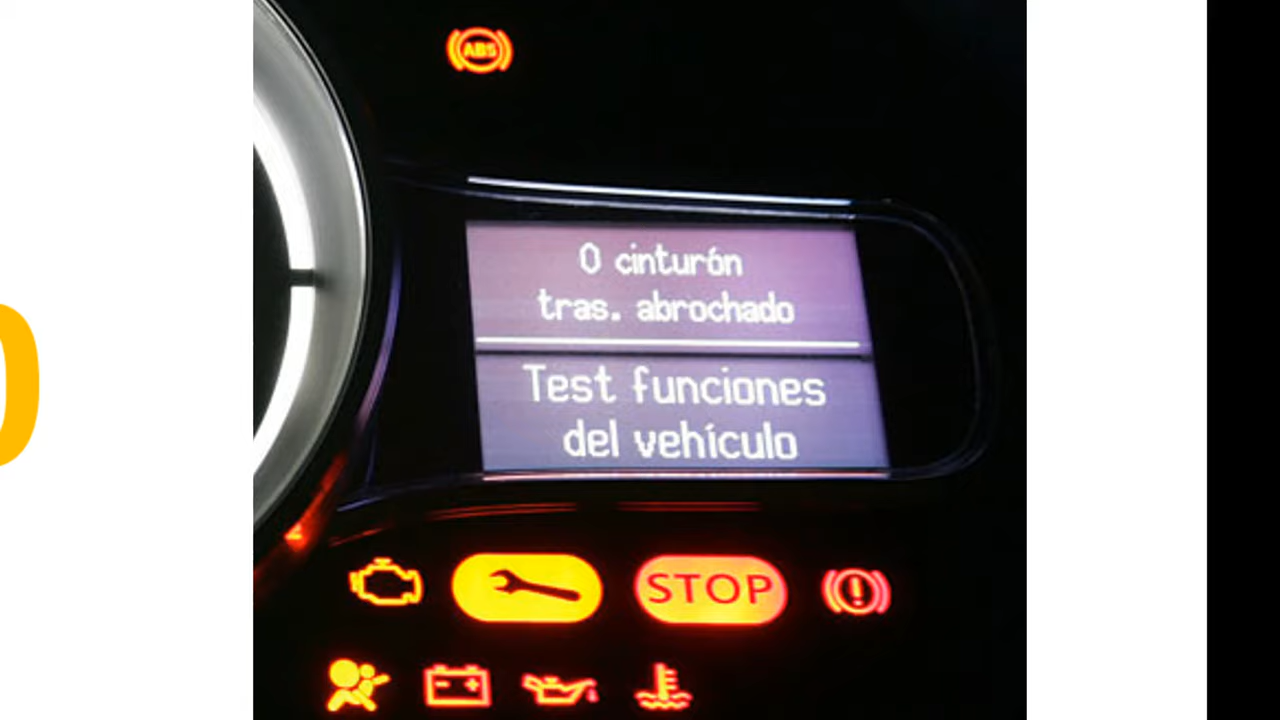 ABS
0 cinturón
tras. abrochado
Test funciones
del vehículo
STOP